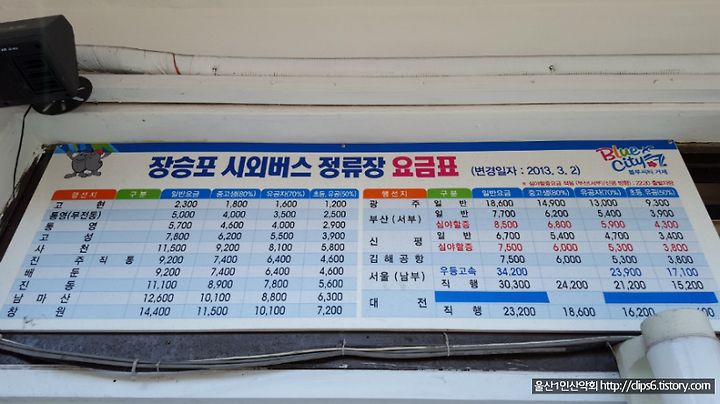 장승포 시외버스 정류장 요금표 (변경일자 : 2013. 3. 2)
Blue City
블루시티 거제
행선지 구분 일반요금 중고생(80%) 유공자(70%) 초등, 유공(50%)
고현 2,300 1,800 1,600 1,200
통영(무전동) 5,000 4,000 3,500 2,500
통영 5,700 4,600 4,000 2,900
고성 7,800 6,200 5,500 3,900
사천 11,500 9,200 8,100 5,800
진주직통 9,200 7,400 6,400 4,600
배둔 9,200 7,400 6,400 4,600
진동 11,100 8,900 7,800 5,600
남마산 12,600 10,100 8,800 6,300
창원 14,400 11,500 10,100 7,200
행선지 구분 일반요금 중고생(80%) 유공자(70%) 초등, 유공(50%)
광주 일반 18,600 14,900 13,000 9,300
부산(서부) 일반 7,700 6,200 5,400 3,900
심야할증 8,500 6,800 5,900 4,300
신평 일반 6,700 5,400 4,700 3,400
심야할증 7,500 6,000 5,300 3,800
김해공항 7,500 6,000 5,300 3,800
서울(남부) 우등고속 34,200 23,900 17,100
직행 30,300 24,200 21,200 15,200
대전 직행 23,200 18,600 16,200
울산1인산악회 http://clips6.tistory.com